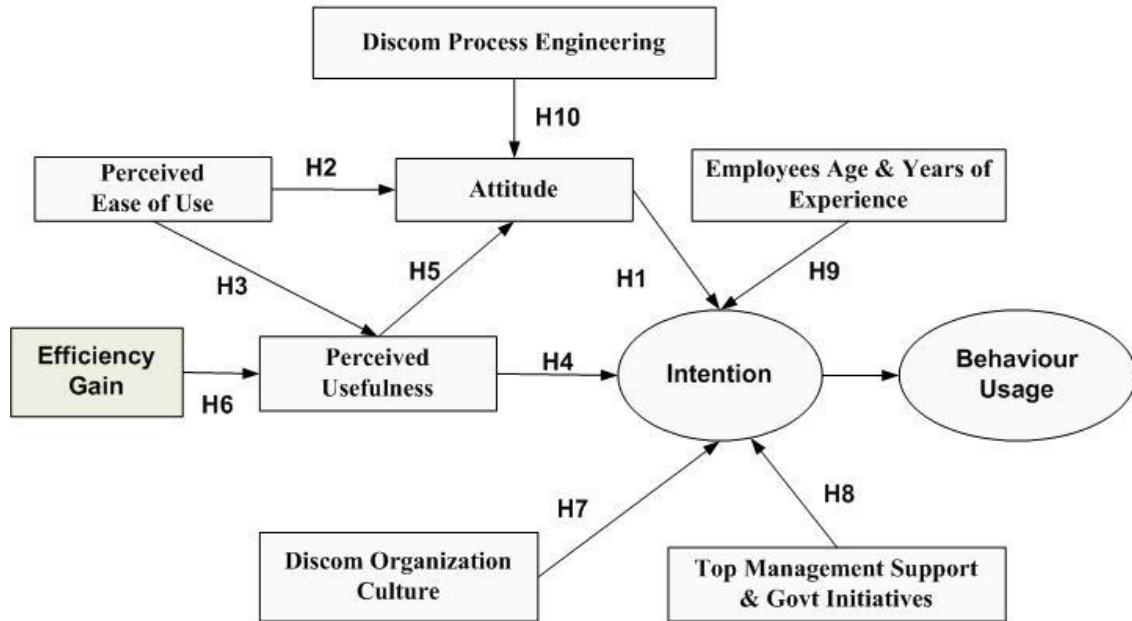 Discom Process Engineering
H10
Perceived
Ease of Use
H2
Attitude
Employees Age & Years of
Experience
H3
H5
H1
H9
Efficiency
Gain
H6
Perceived
Usefulness
H4
Intention
Behaviour
Usage
H7
H8
Discom Organization
Culture
Top Management Support
& Govt Initiatives